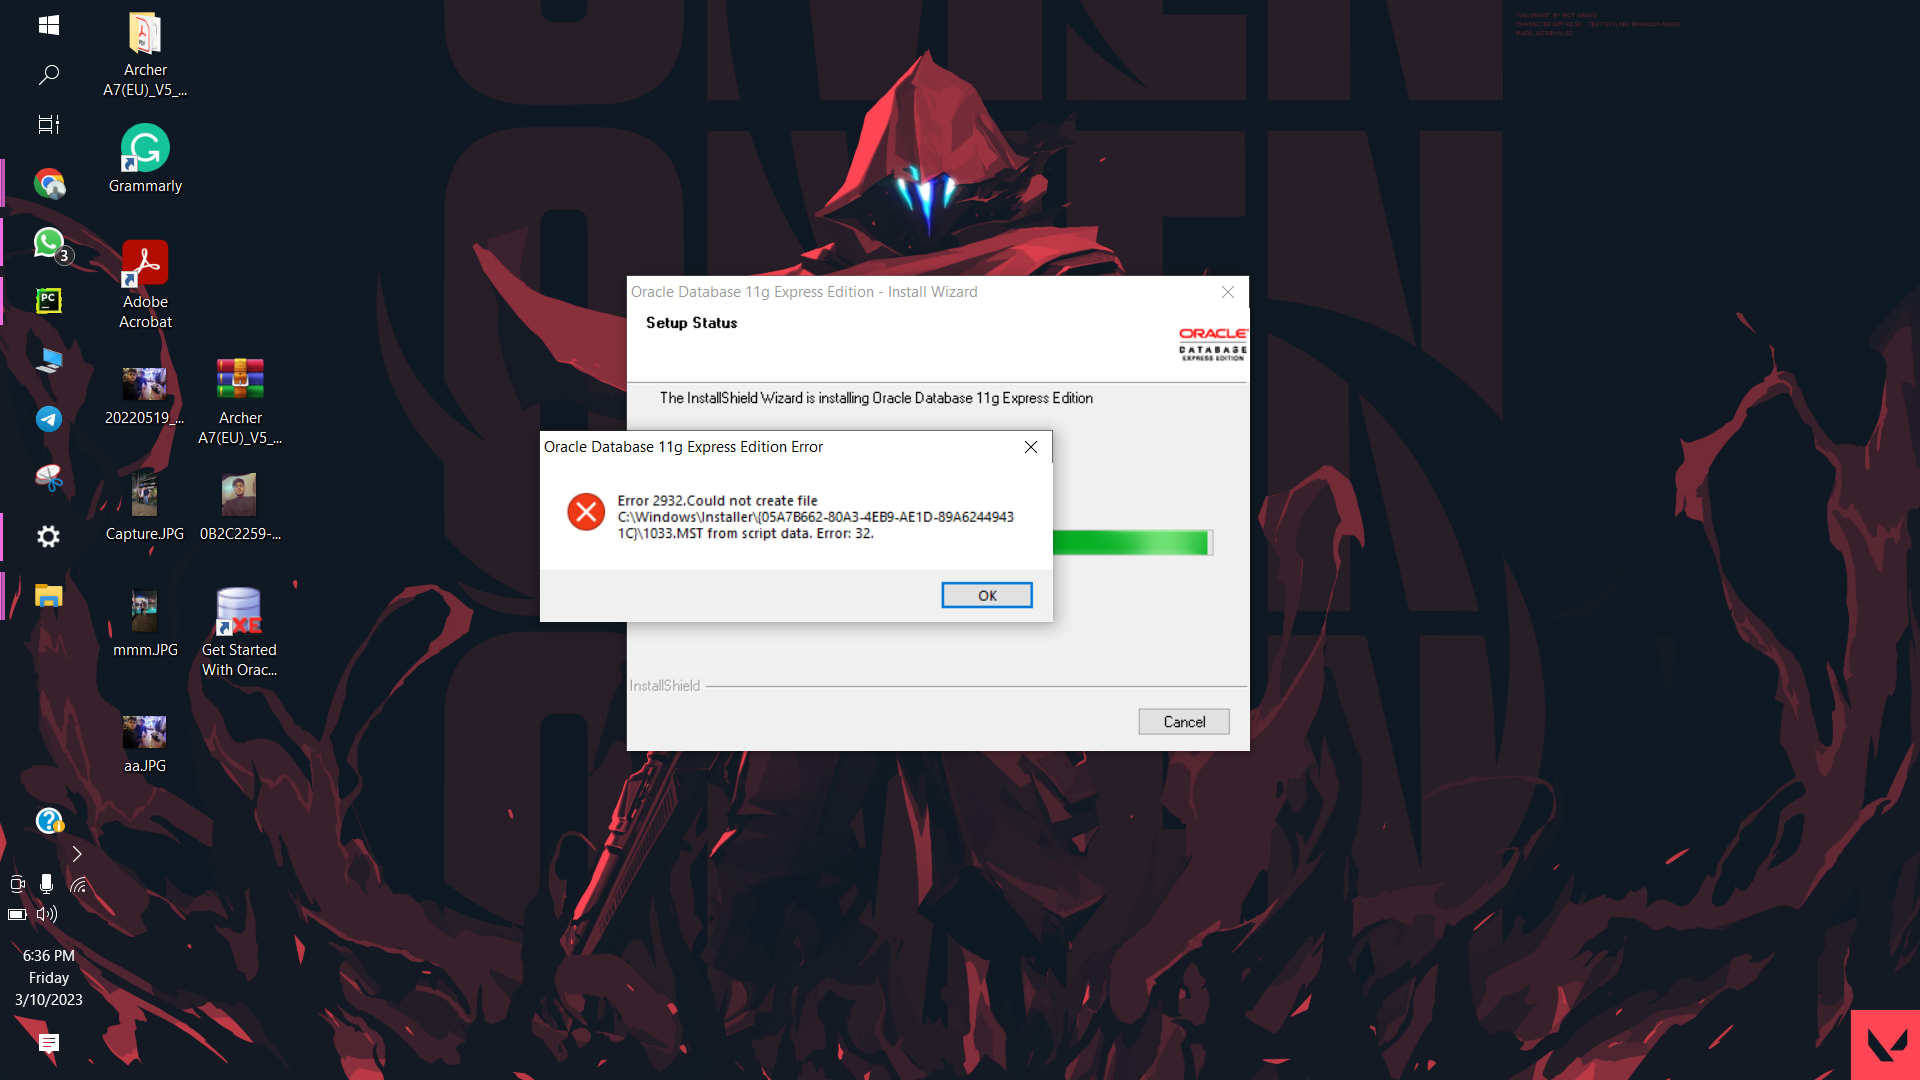 Archer
A7(EU)_V5_...
Grammarly
3
PC
Adobe
Acrobat
20220519_...
Archer
A7(EU)_V5_...
Capture.JPG
0B2C2259-...
mmm.JPG
XE
Get Started
With Orac...
aa.JPG
6:36 PM
Friday
3/10/2023
OMEN
OMEN
Oracle Database 11g Express Edition - Install Wizard
Setup Status
ORACLE
DATABASE
EXPRESS EDITION
The InstallShield Wizard is installing Oracle Database 11g Express Edition
Oracle Database 11g Express Edition Error
Error 2932.Could not create file
C:\Windows\Installer\{05A7B662-80A3-4EB9-AE1D-89A6244943
1C}\1033.MST from script data. Error: 32.
OK
InstallShield
Cancel